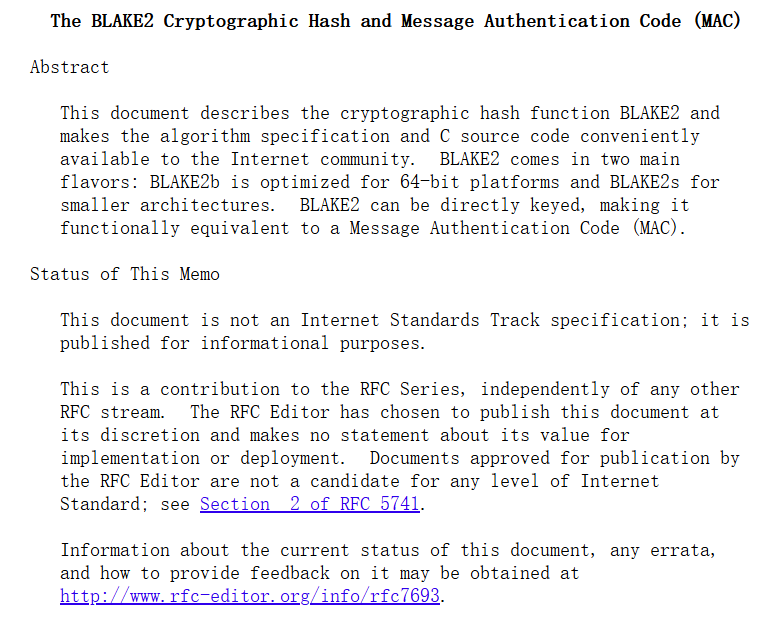 The BLAKE2 Cryptographic Hash and Message Authentication Code (MAC)
Abstract
This document describes the cryptographic hash function BLAKE2 and
makes the algorithm specification and C source code conveniently
available to the Internet community.  BLAKE2 comes in two main
flavors: BLAKE2b is optimized for 64-bit platforms and BLAKE2s for
smaller architectures.  BLAKE2 can be directly keyed, making it
functionally equivalent to a Message Authentication Code (MAC).
Status of This Memo
This document is not an Internet Standards Track specification; it is
published for informational purposes.
This is a contribution to the RFC Series, independently of any other
RFC stream.  The RFC Editor has chosen to publish this document at
its discretion and makes no statement about its value for
implementation or deployment.  Documents approved for publication by
the RFC Editor are not a candidate for any level of Internet
Standard; see Section  2 of RFC 5741.
Information about the current status of this document, any errata,
and how to provide feedback on it may be obtained at
http://www.rfc-editor.org/info/rfc7693.